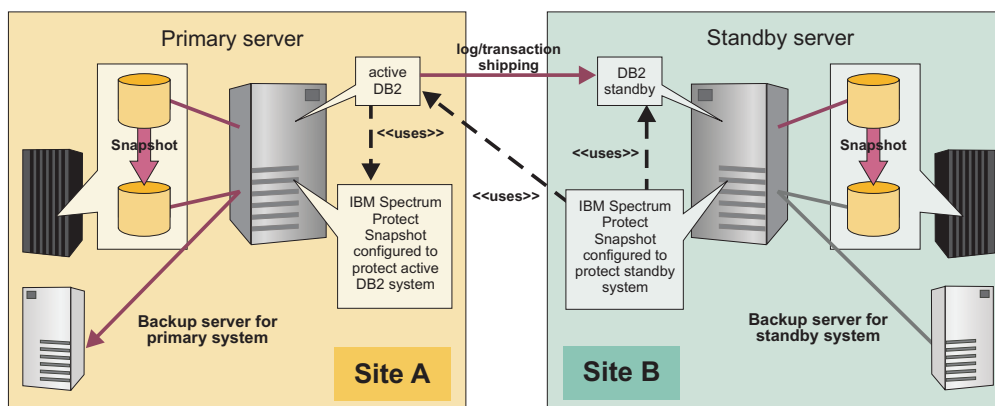 Primary server
active
DB2
<<uses>>
Snapshot
IBM Spectrum
Protect
Snapshot
configured to
protect active
DB2 system
Backup server for
primary system
Site A
log/transaction
shipping
<<uses>>
Standby server
DB2
standby
<<uses>>
Snapshot
IBM Spectrum
Protect
Snapshot
configured to
protect standby
system
Backup server for
standby system
Site B